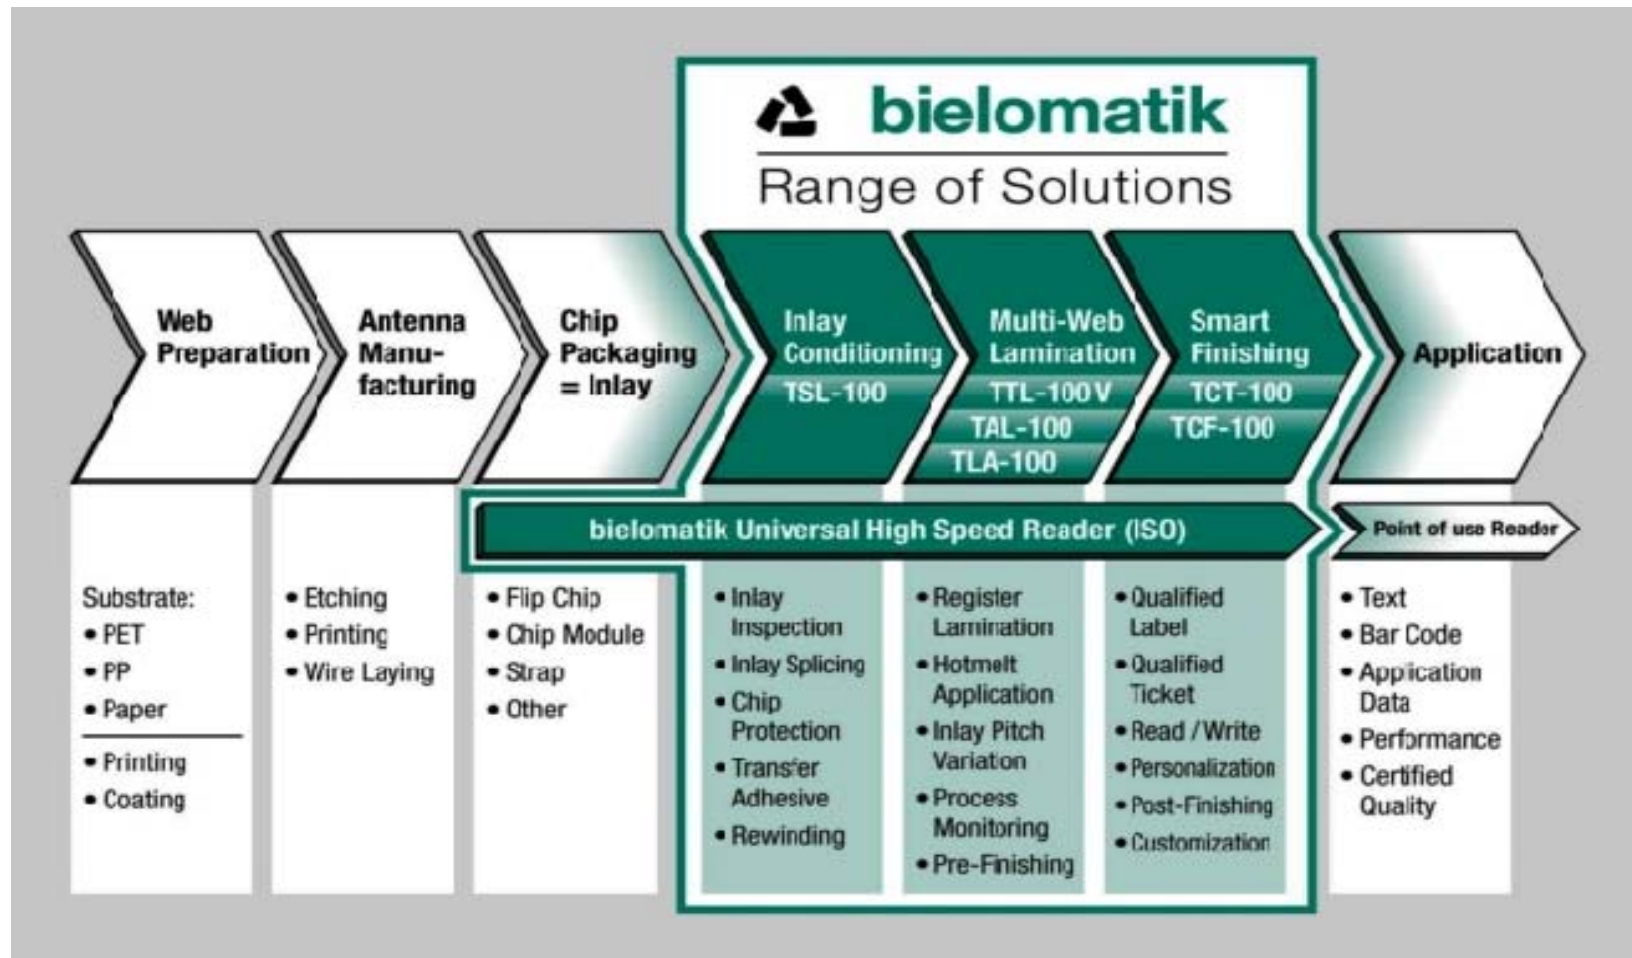 bielomatik
Range of Solutions
Web
Preparation
Antenna
Manu-
facturing
Chip
Packaging
= Inlay
Inlay
Conditioning
TSL-100
Multi-Web
Lamination
TTL-100 V
TAL-100
TLA-100
Smart
Finishing
TCT-100
TCF-100
Application
bielomatik Universal High Speed Reader (ISO)
Point of use Reader
Substrate:
• PET
• PP
• Paper
• Printing
• Coating
• Etching
• Printing
• Wire Laying
• Flip Chip
• Chip Module
• Strap
• Other
• Inlay
Inspection
• Inlay Splicing
• Chip
Protection
• Transfer
Adhesive
• Rewinding
• Register
Lamination
• Hotmelt
Application
• Inlay Pitch
Variation
• Process
Monitoring
• Pre-Finishing
• Qualified
Label
• Qualified
Ticket
• Read / Write
• Personalization
• Post-Finishing
• Customization
• Text
• Bar Code
• Application
Data
• Performance
• Certified
Quality